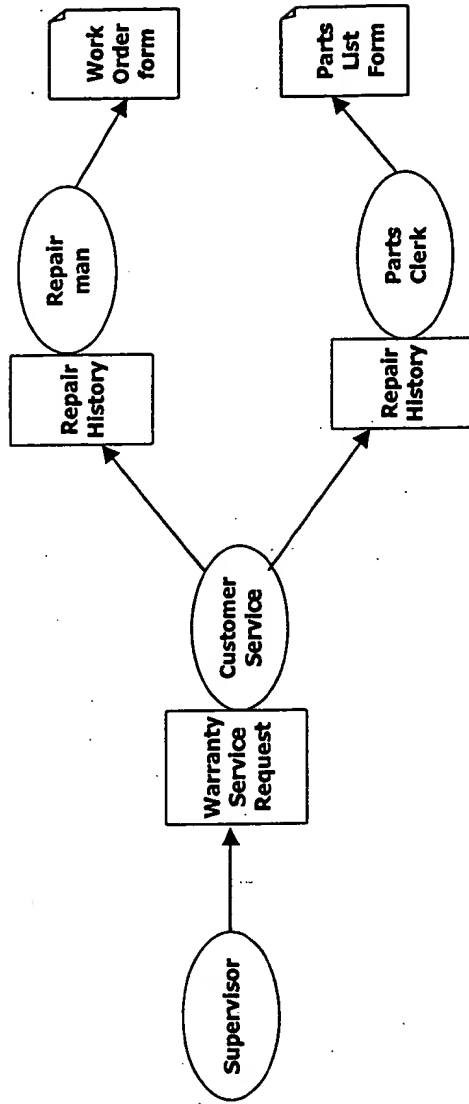 Supervisor
Warranty
Service
Request
Customer
Service
Repair
History
Repair
man
Work
Order
form
Repair
History
Parts
Clerk
Parts
List
Form